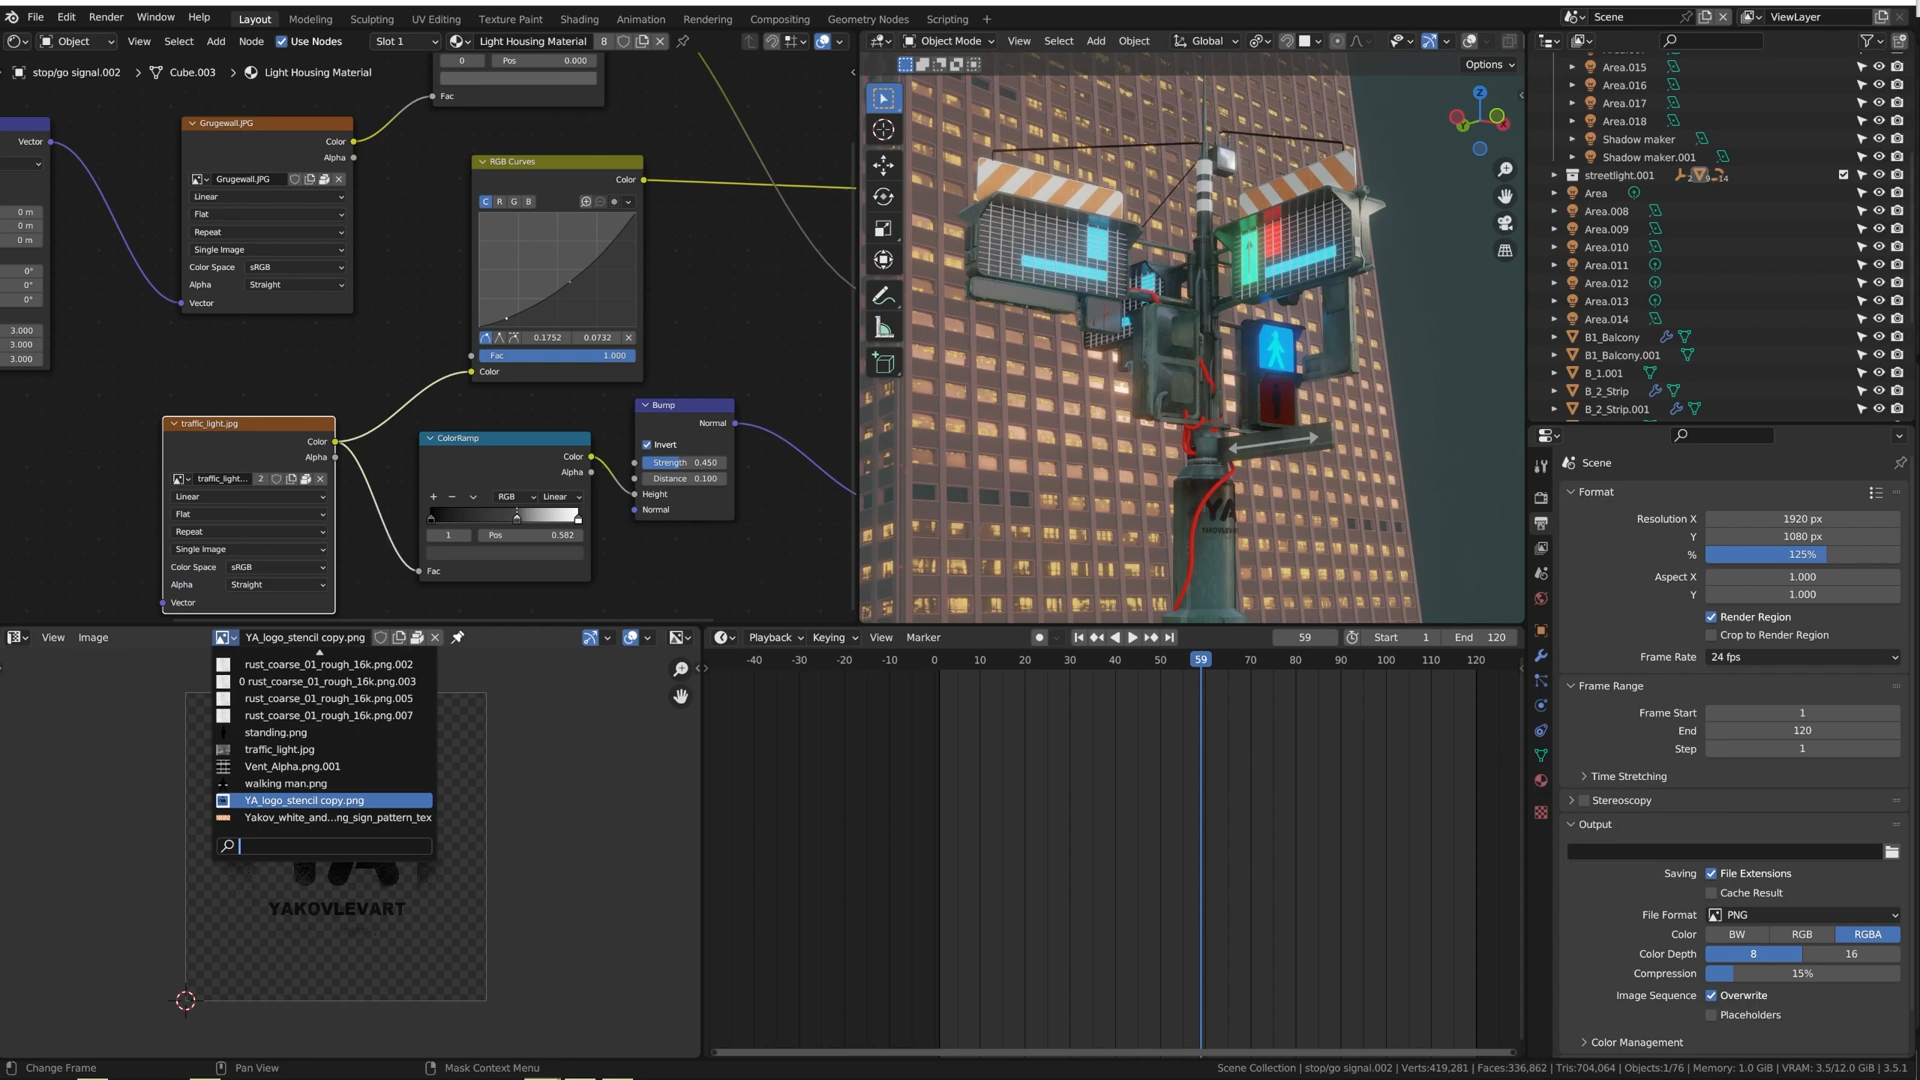 File Edit Render Window Help Layout Modeling Sculpting UV Editing Texture Paint Shading Animation Rendering Compositing Geometry Nodes Scripting + Scene ViewLayer
Object View Select Add Node Use Nodes Slot 1 Light Housing Material 8
stop/go signal.002 > Cube.003 > Light Housing Material
0 Pos 0.000
Fac
Vector
0 m
0 m
0 m
0°
0°
0°
3.000
3.000
3.000
Grugewall.JPG
Color
Alpha
Grugewall.JPG
Linear
Flat
Repeat
Single Image
Color Space sRGB
Alpha Straight
Vector
RGB Curves
Color
C R G B
0.1752 0.0732
Fac 1.000
Color
traffic_light.jpg
Color
Alpha
traffic_light... 2
Linear
Flat
Repeat
Single Image
Color Space sRGB
Alpha Straight
Vector
ColorRamp
Color
Alpha
RGB Linear
1 Pos 0.582
Fac
Bump
Normal
Invert
Strength 0.450
Distance 0.100
Height
Normal
Object Mode View Select Add Object Global
Options
Z
Y
X
YA
Area.015
Area.016
Area.017
Area.018
Shadow maker
Shadow maker.001
streetlight.001
Area
Area.008
Area.009
Area.010
Area.011
Area.012
Area.013
Area.014
B1_Balcony
B1_Balcony.001
B_1.001
B_2_Strip
B_2_Strip.001
Scene
Format
Resolution X 1920 px
Y 1080 px
% 125%
Aspect X 1.000
Y 1.000
Render Region
Crop to Render Region
Frame Rate 24 fps
Frame Range
Frame Start 1
End 120
Step 1
Time Stretching
Stereoscopy
Output
Saving File Extensions
Cache Result
File Format PNG
Color BW RGB RGBA
Color Depth 8 16
Compression 15%
Image Sequence Overwrite
Placeholders
Color Management
View Image YA_logo_stencil copy.png
rust_coarse_01_rough_16k.png.002
0 rust_coarse_01_rough_16k.png.003
rust_coarse_01_rough_16k.png.005
rust_coarse_01_rough_16k.png.007
standing.png
traffic_light.jpg
Vent_Alpha.png.001
walking man.png
YA_logo_stencil copy.png
Yakov_white_and...ng_sign_pattern_tex
YAKOVLEVART
Playback Keying View Marker 59 Start 1 End 120
-40 -30 -20 -10 0 10 20 30 40 50 59 70 80 90 100 110 120
Change Frame Pan View Mask Context Menu
Scene Collection | stop/go signal.002 | Verts:419,281 | Faces:336,862 | Tris:704,064 | Objects:1/76 | Memory: 1.0 GiB | VRAM: 3.5/12.0 GiB | 3.5.1